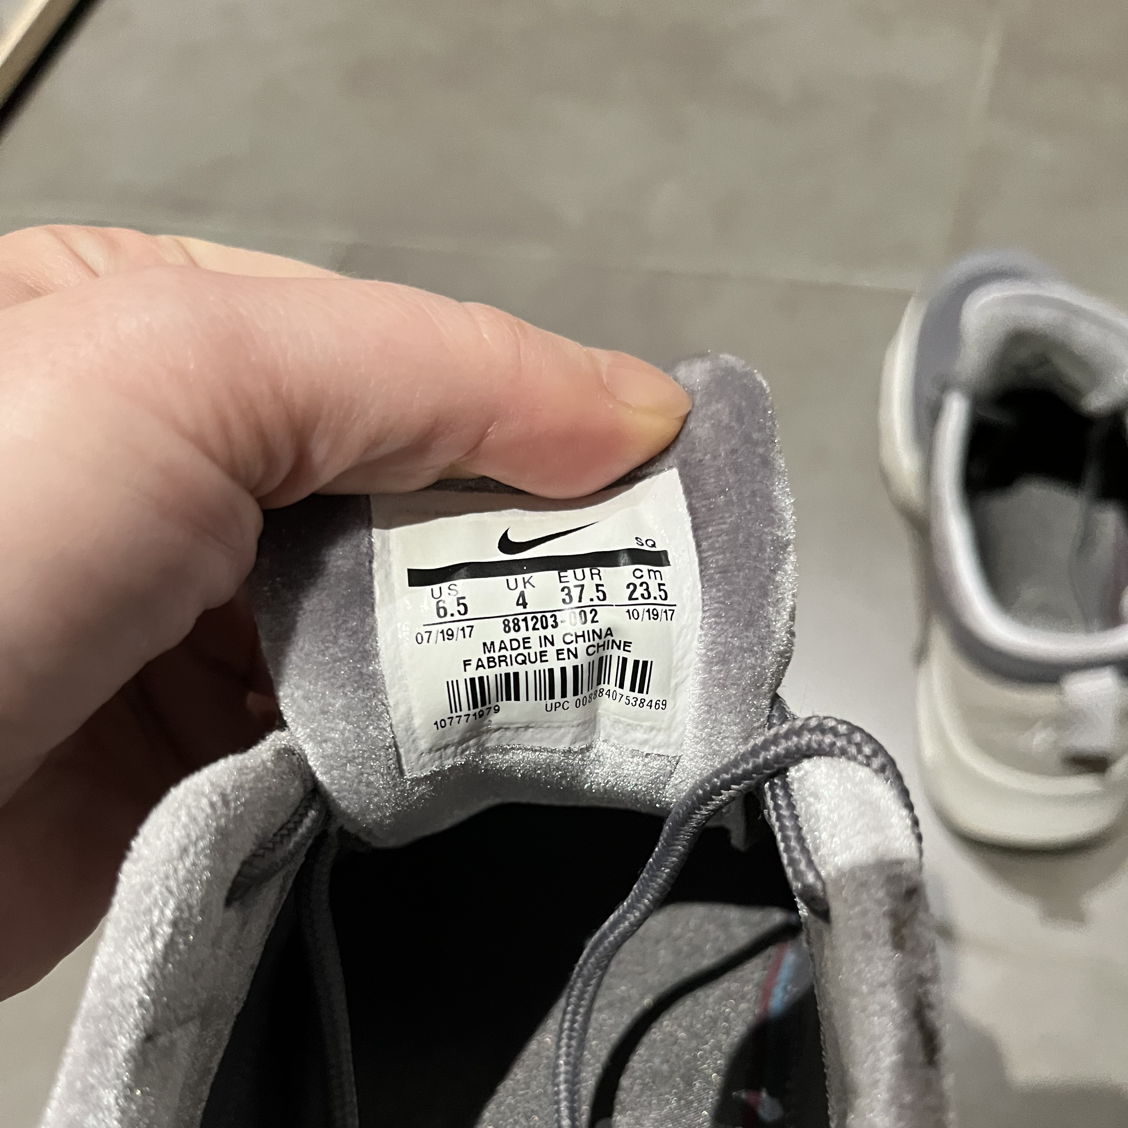 SQ
US UK EUR cm
6.5 4 37.5 23.5
07/19/17 881203-002 10/19/17
MADE IN CHINA
FABRIQUE EN CHINE
107771979 UPC 00888407538469